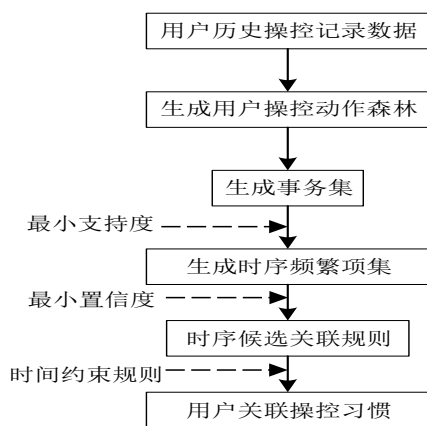 用户历史操控记录数据
生成用户操控动作森林
生成事务集
最小支持度
生成时序频繁项集
最小置信度
时序候选关联规则
时间约束规则
用户关联操控习惯